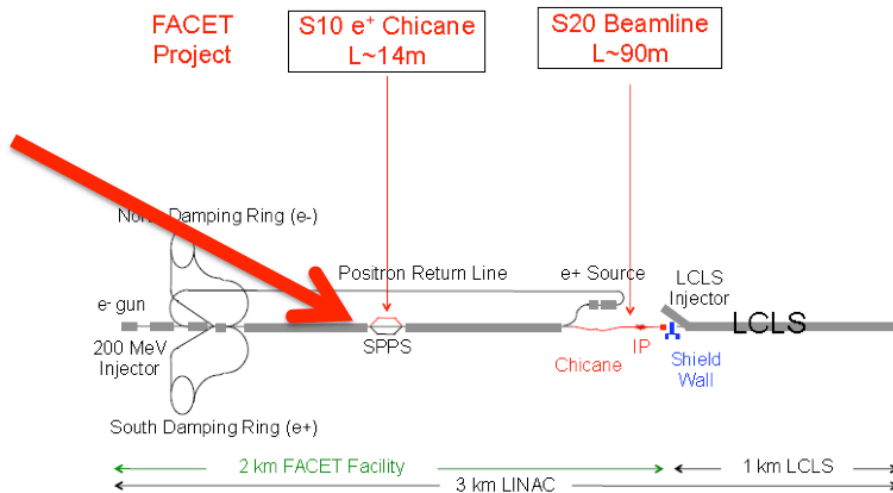 FACET
Project
S10 e+ Chicane
L~14m
S20 Beamline
L~90m
North Damping Ring (e-)
Positron Return Line
e+ Source
LCLS
Injector
e- gun
LCLS
200 MeV
Injector
SPPS
IP
Chicane
Shield
Wall
South Damping Ring (e+)
2 km FACET Facility
1 km LCLS
3 km LINAC